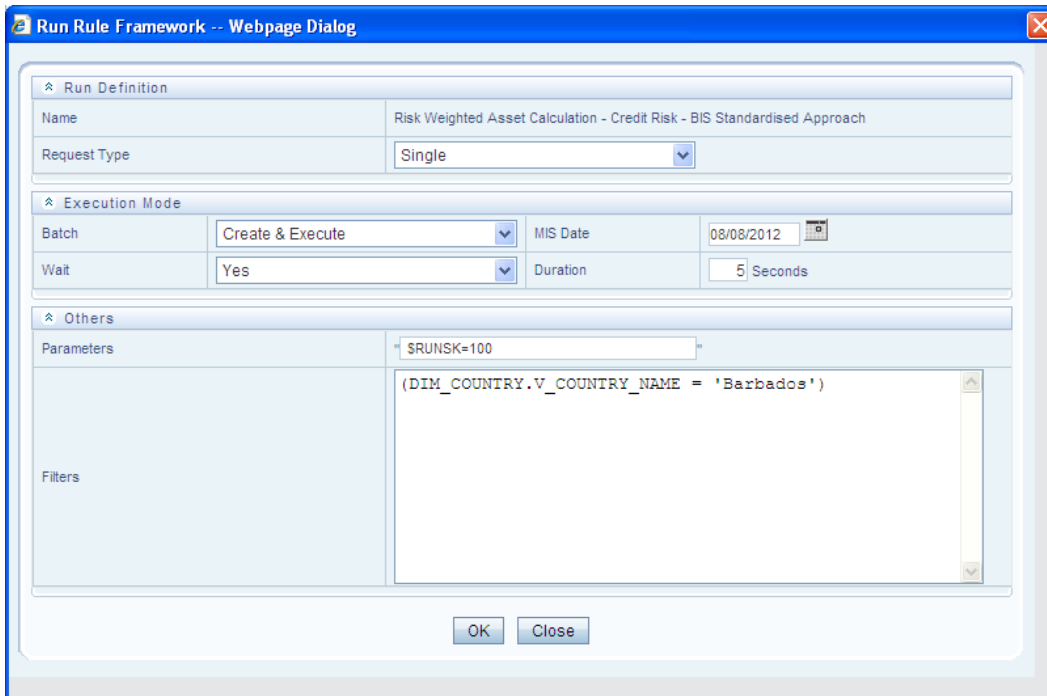 Run Rule Framework -- Webpage Dialog
Run Definition
Name Risk Weighted Asset Calculation - Credit Risk - BIS Standardised Approach
Request Type Single
Execution Mode
Batch Create & Execute MIS Date 08/08/2012
Wait Yes Duration 5 Seconds
Others
Parameters " $RUNSK=100 "
(DIM_COUNTRY.V_COUNTRY_NAME = 'Barbados')
Filters
OK Close